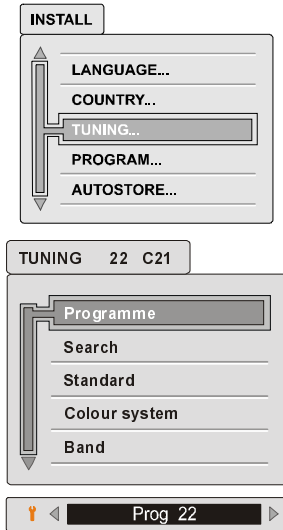 INSTALL
LANGUAGE...
COUNTRY...
TUNING...
PROGRAM...
AUTOSTORE...
TUNING 22 C21
Programme
Search
Standard
Colour system
Band
Prog 22